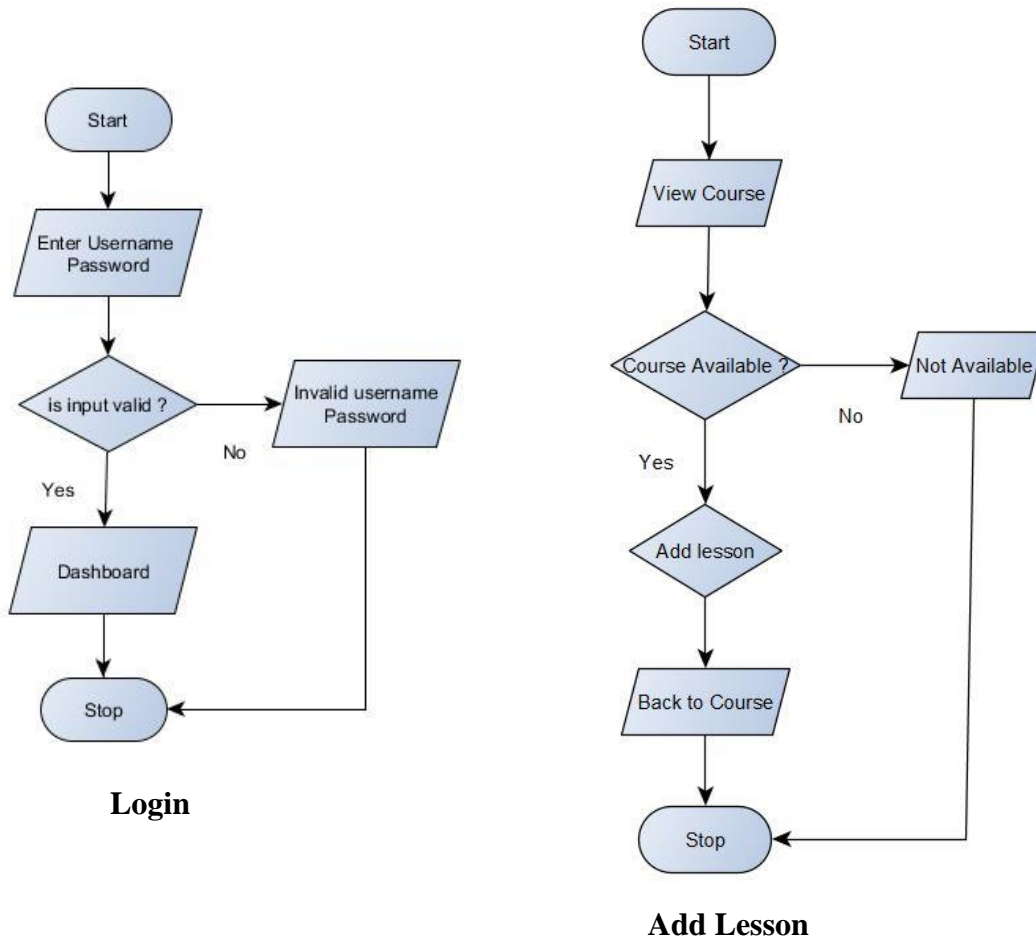 Start
Enter Username
Password
is input valid ?
Invalid username
Password
No
Yes
Dashboard
Stop
Login
Start
View Course
Course Available ?
Not Available
No
Yes
Add lesson
Back to Course
Stop
Add Lesson